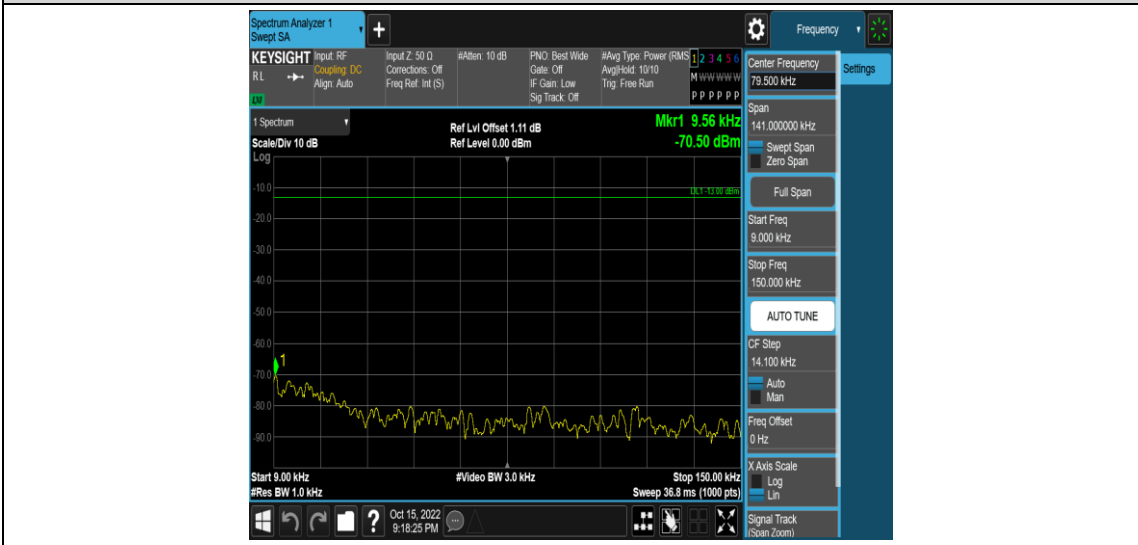 Spectrum Analyzer 1
Swept SA
+
Frequency
KEYSIGHT
R L
LXI
Input: RF
Coupling: DC
Align: Auto
Input Z: 50 Ω
Corrections: Off
Freq Ref: Int (S)
#Atten: 10 dB
PNO: Best Wide
Gate: Off
IF Gain: Low
Sig Track: Off
#Avg Type: Power (RMS
Avg|Hold: 10/10
Trig: Free Run
1 2 3 4 5 6
M W W W W W
P P P P P P
Center Frequency
79.500 kHz
Settings
Span
141.000000 kHz
Swept Span
Zero Span
Full Span
Start Freq
9.000 kHz
Stop Freq
150.000 kHz
AUTO TUNE
CF Step
14.100 kHz
Auto
Man
Freq Offset
0 Hz
X Axis Scale
Log
Lin
Signal Track
(Span Zoom)
1 Spectrum
Scale/Div 10 dB
Log
Ref Lvl Offset 1.11 dB
Ref Level 0.00 dBm
Mkr1 9.56 kHz
-70.50 dBm
DL1 -13.00 dBm
-10.0
-20.0
-30.0
-40.0
-50.0
-60.0
-70.0
-80.0
-90.0
1
Start 9.00 kHz
#Res BW 1.0 kHz
#Video BW 3.0 kHz
Stop 150.00 kHz
Sweep 36.8 ms (1000 pts)
?
Oct 15, 2022
9:18:25 PM